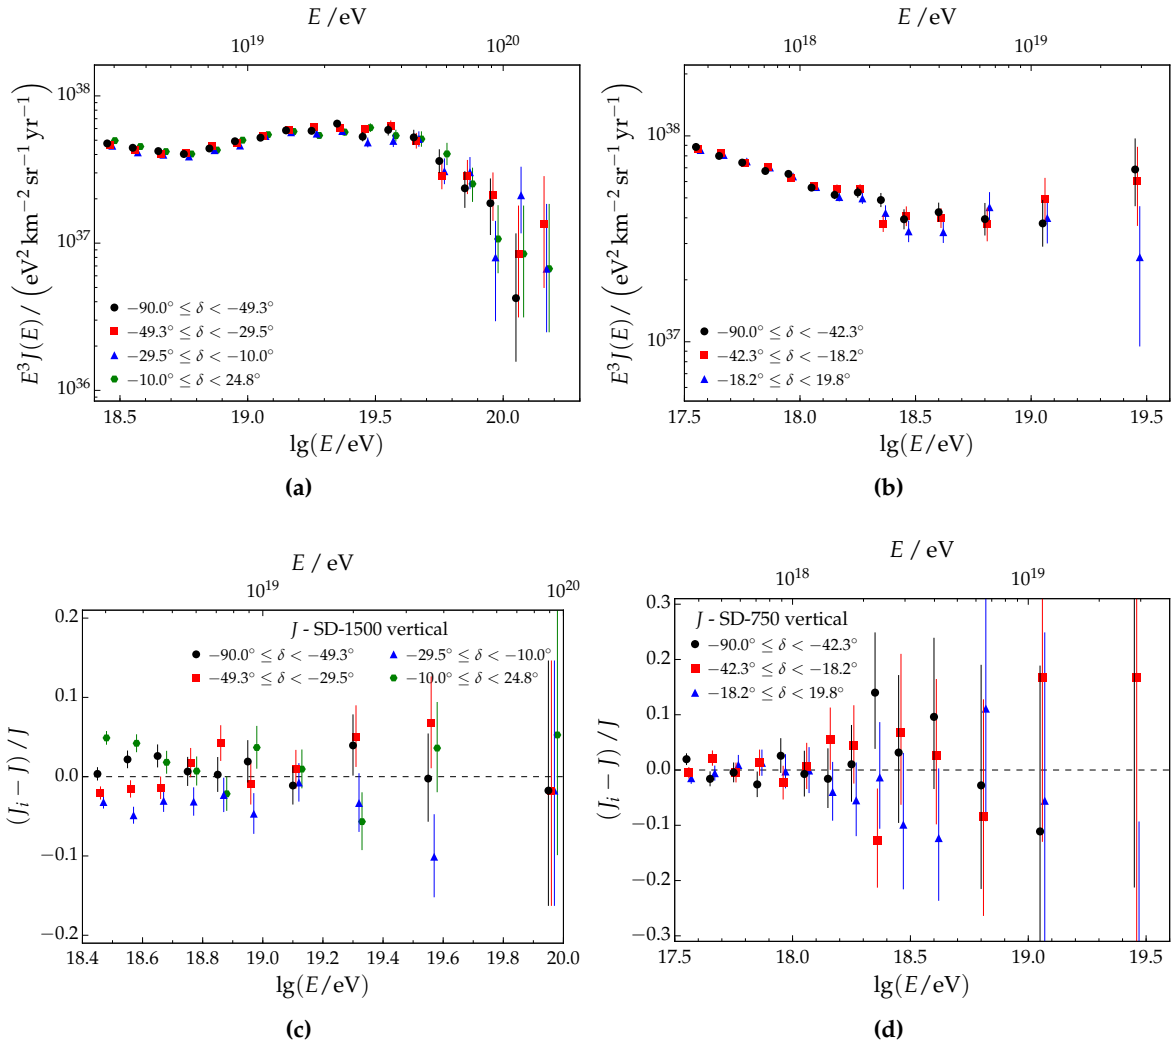 E / eV
10^19 10^20
E^3 J(E) / (eV^2 km^−2 sr^−1 yr^−1)
10^38
10^37
10^36
−90.0° ≤ δ < −49.3°
−49.3° ≤ δ < −29.5°
−29.5° ≤ δ < −10.0°
−10.0° ≤ δ < 24.8°
18.5 19.0 19.5 20.0
lg(E/eV)
(a)
E / eV
10^18 10^19
E^3 J(E) / (eV^2 km^−2 sr^−1 yr^−1)
10^38
10^37
−90.0° ≤ δ < −42.3°
−42.3° ≤ δ < −18.2°
−18.2° ≤ δ < 19.8°
17.5 18.0 18.5 19.0 19.5
lg(E/eV)
(b)
E / eV
10^19 10^20
(J_i − J) / J
0.2
0.1
0.0
−0.1
−0.2
J - SD-1500 vertical
−90.0° ≤ δ < −49.3° −29.5° ≤ δ < −10.0°
−49.3° ≤ δ < −29.5° −10.0° ≤ δ < 24.8°
18.4 18.6 18.8 19.0 19.2 19.4 19.6 19.8 20.0
lg(E/eV)
(c)
E / eV
10^18 10^19
(J_i − J) / J
0.3
0.2
0.1
0.0
−0.1
−0.2
−0.3
J - SD-750 vertical
−90.0° ≤ δ < −42.3°
−42.3° ≤ δ < −18.2°
−18.2° ≤ δ < 19.8°
17.5 18.0 18.5 19.0 19.5
lg(E/eV)
(d)